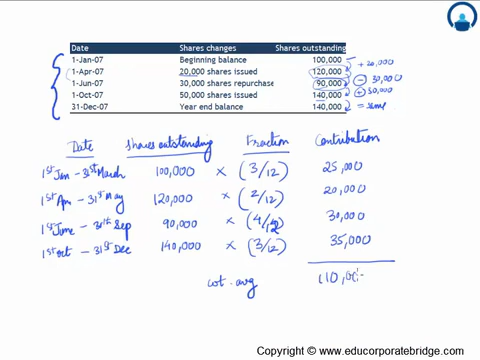 Date Shares changes Shares outstanding
1-Jan-07 Beginning balance 100,000
1-Apr-07 20,000 shares issued 120,000
1-Jun-07 30,000 shares repurchase 90,000
1-Oct-07 50,000 shares issued 140,000
31-Dec-07 Year end balance 140,000
+ 20,000
- 30,000
+ 50,000
= same
Date Shares outstanding Fraction Contribution
1st Jan - 31st March 100,000 × (3/12) 25,000
1st Apr - 31st May 120,000 × (2/12) 20,000
1st June - 30th Sep 90,000 × (4/12) 30,000
1st Oct - 31st Dec 140,000 × (3/12) 35,000
wt. avg 110,00
www.educorporatebridge.com